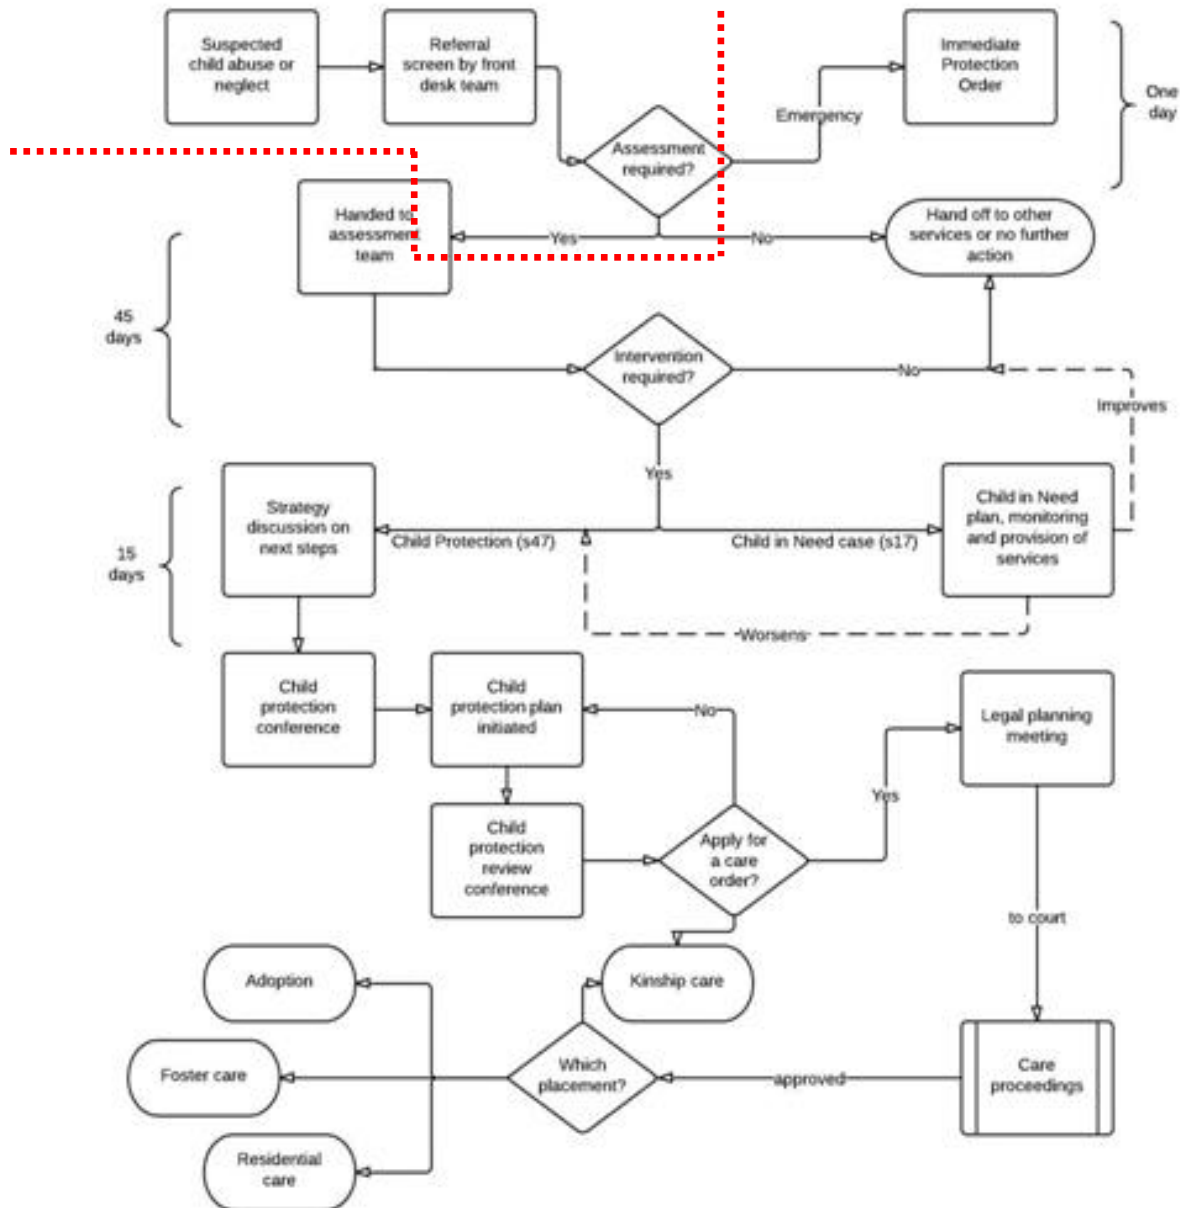 Suspected
child abuse or
neglect
Referral
screen by front
desk team
Immediate
Protection
Order
One
day
Emergency
Assessment
required?
Handed to
assessment
team
Yes
No
Hand off to other
services or no further
action
45
days
Intervention
required?
No
Improves
Yes
Strategy
discussion on
next steps
Child in Need
plan, monitoring
and provision of
services
Child Protection (s47)
Child in Need case (s17)
15
days
Worsens
Child
protection
conference
Child
protection plan
initiated
No
Legal planning
meeting
Yes
Child
protection
review
conference
Apply for
a care
order?
to court
Adoption
Kinship care
Foster care
Which
placement?
approved
Care
proceedings
Residential
care